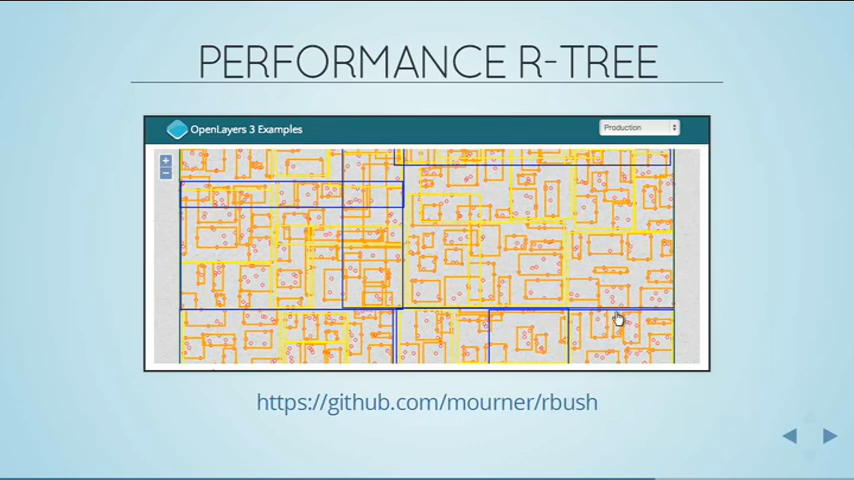 PERFORMANCE R-TREE
OpenLayers 3 Examples
Production
+
−
https://github.com/mourner/rbush